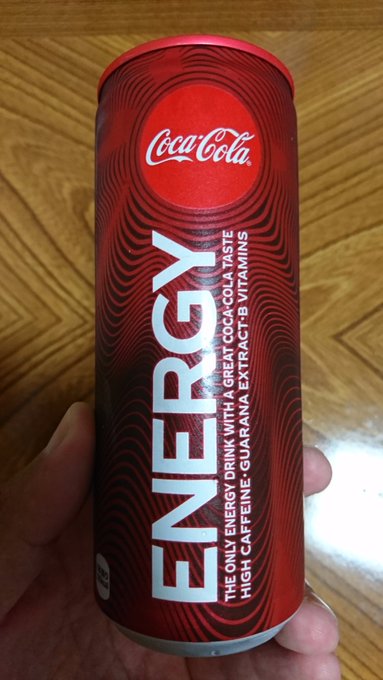 Coca-Cola
ENERGY
THE ONLY ENERGY DRINK WITH A GREAT COCA-COLA TASTE
HIGH CAFFEINE · GUARANA EXTRACT · B VITAMINS